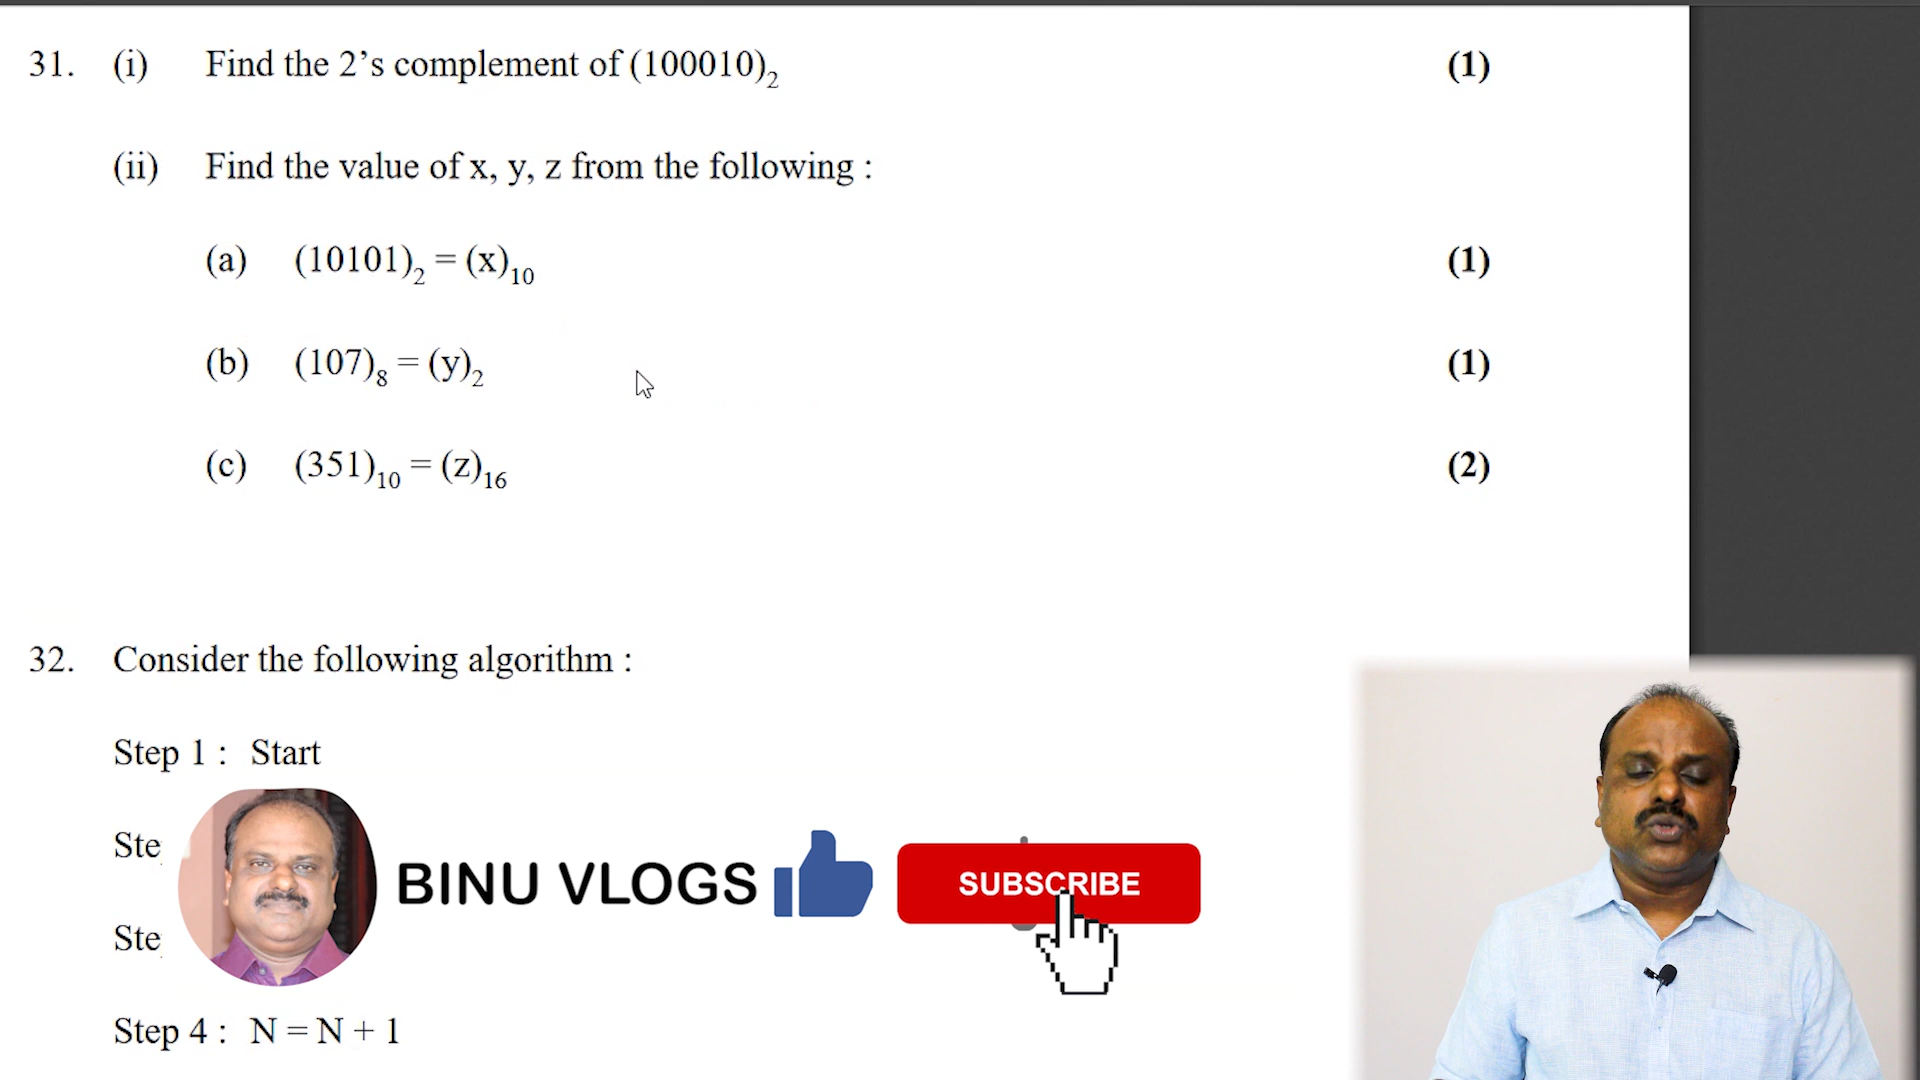 31. (i) Find the 2’s complement of (100010)₂ (1)
(ii) Find the value of x, y, z from the following :
(a) (10101)₂ = (x)₁₀ (1)
(b) (107)₈ = (y)₂ (1)
(c) (351)₁₀ = (z)₁₆ (2)
32. Consider the following algorithm :
Step 1 : Start
Ste
BINU VLOGS
SUBSCRIBE
Ste
Step 4 : N = N + 1